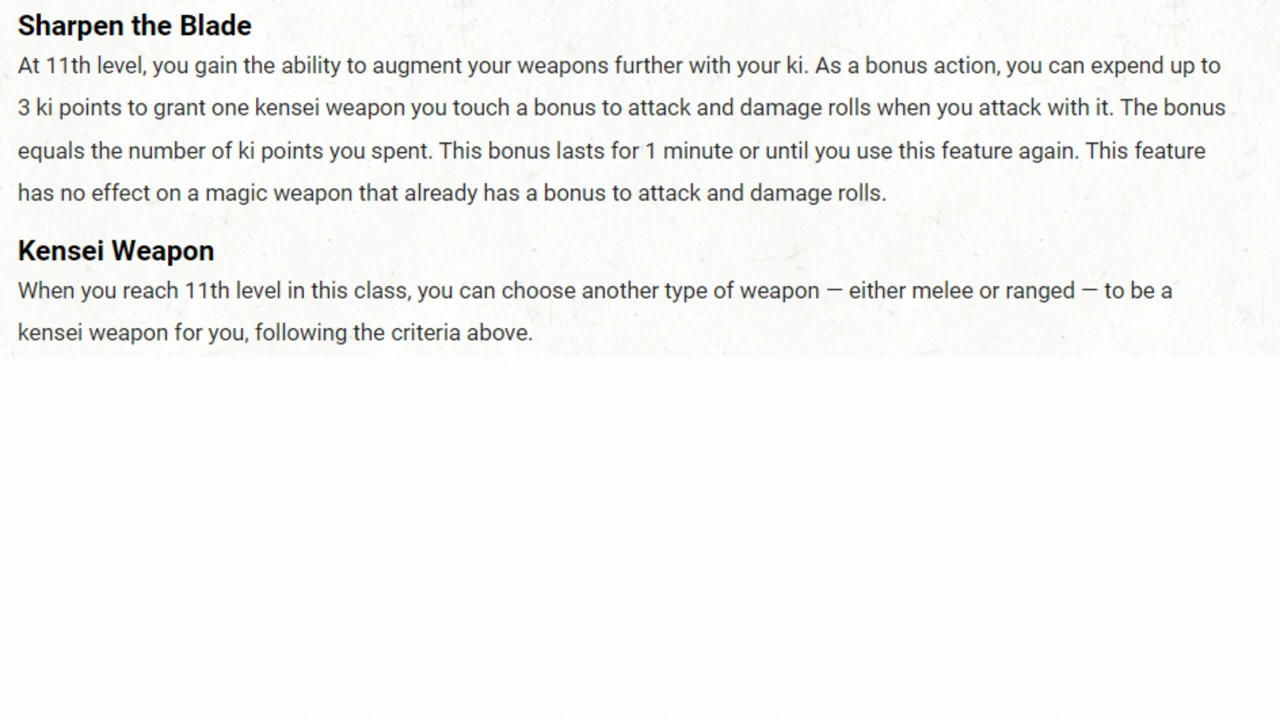 Sharpen the Blade
At 11th level, you gain the ability to augment your weapons further with your ki. As a bonus action, you can expend up to
3 ki points to grant one kensei weapon you touch a bonus to attack and damage rolls when you attack with it. The bonus
equals the number of ki points you spent. This bonus lasts for 1 minute or until you use this feature again. This feature
has no effect on a magic weapon that already has a bonus to attack and damage rolls.
Kensei Weapon
When you reach 11th level in this class, you can choose another type of weapon — either melee or ranged — to be a
kensei weapon for you, following the criteria above.